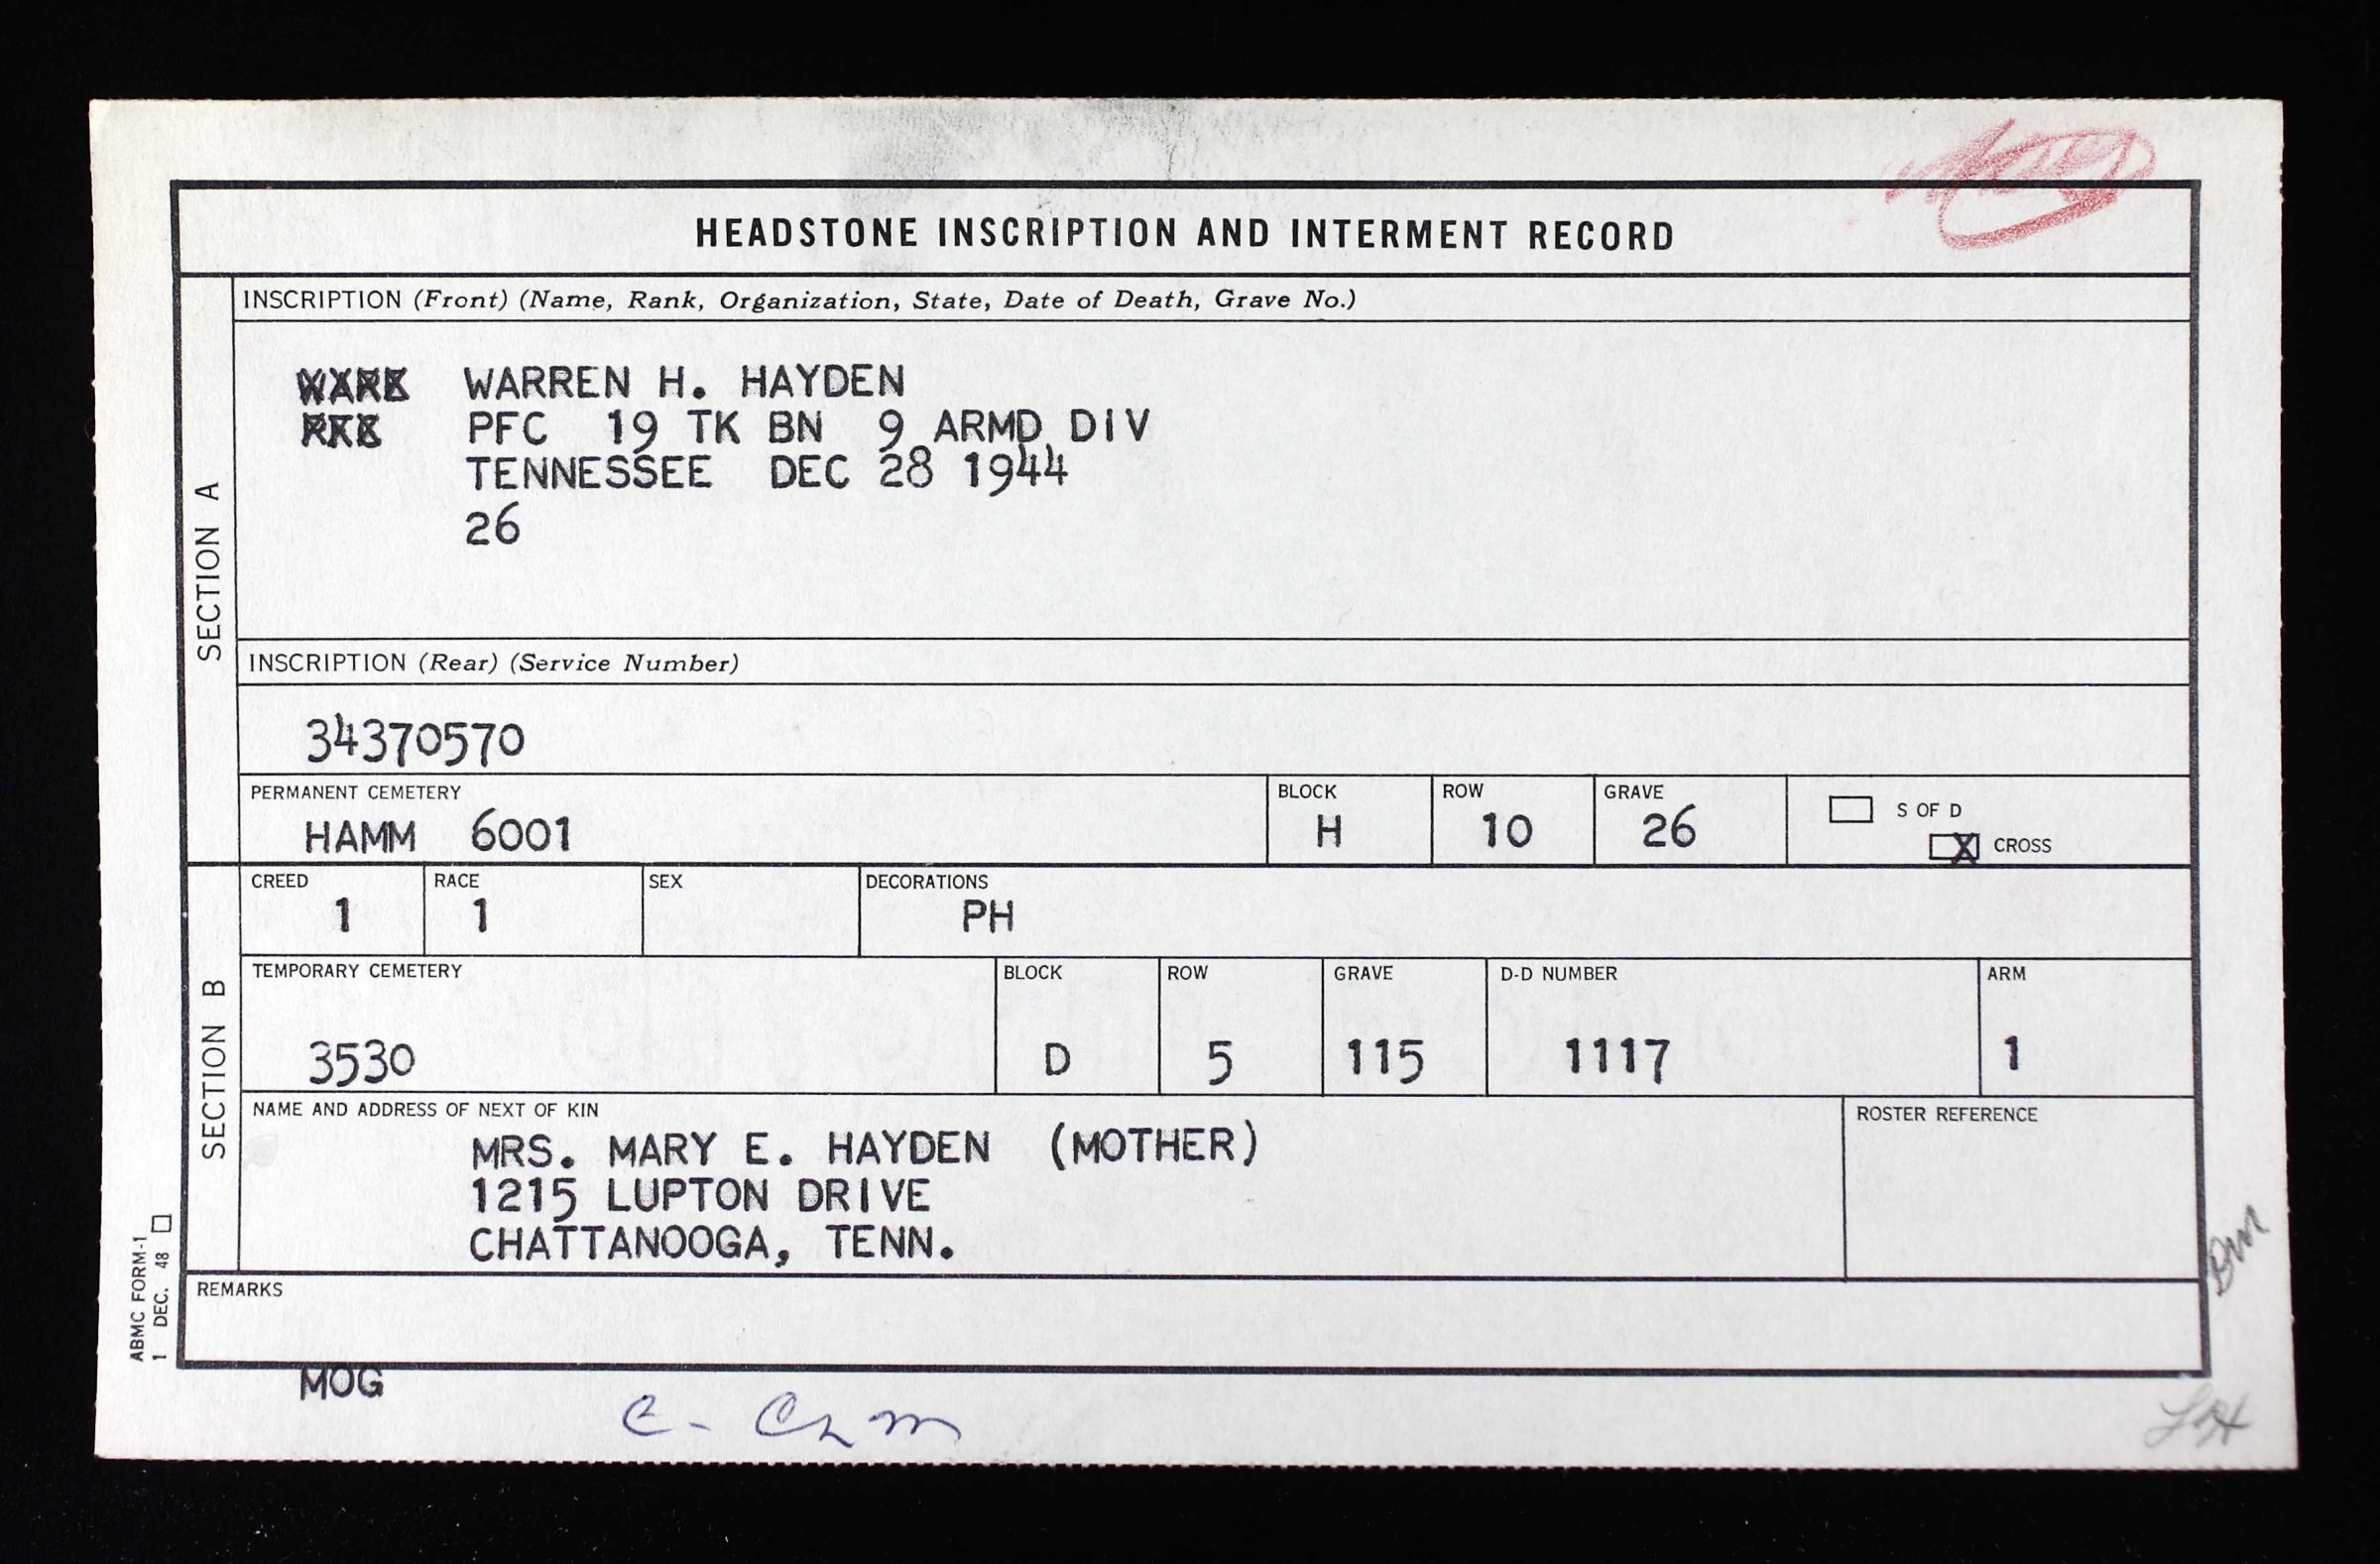 HEADSTONE INSCRIPTION AND INTERMENT RECORD
SECTION A
INSCRIPTION (Front) (Name, Rank, Organization, State, Date of Death, Grave No.)
WARREN H. HAYDEN
PFC 19 TK BN 9 ARMD DIV
TENNESSEE DEC 28 1944
26
INSCRIPTION (Rear) (Service Number)
34370570
PERMANENT CEMETERY
HAMM 6001
BLOCK
H
ROW
10
GRAVE
26
S OF D
X CROSS
SECTION B
CREED
1
RACE
1
SEX
DECORATIONS
PH
TEMPORARY CEMETERY
3530
BLOCK
D
ROW
5
GRAVE
115
D-D NUMBER
1117
ARM
1
NAME AND ADDRESS OF NEXT OF KIN
MRS. MARY E. HAYDEN (MOTHER)
1215 LUPTON DRIVE
CHATTANOOGA, TENN.
ROSTER REFERENCE
REMARKS
ABMC FORM-1
1 DEC. 48
MOG